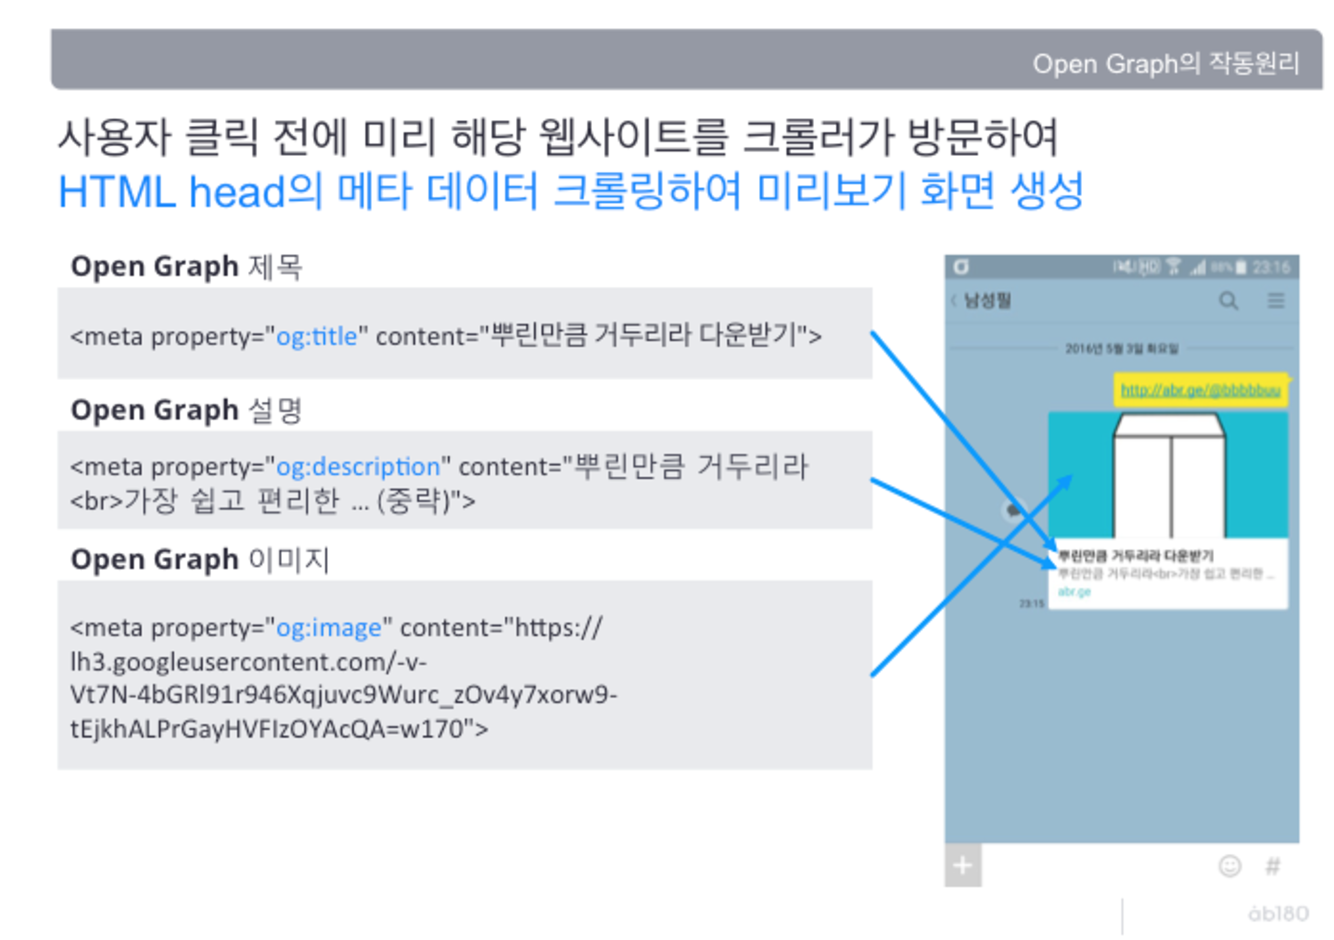 Open Graph의 작동원리
사용자 클릭 전에 미리 해당 웹사이트를 크롤러가 방문하여
HTML head의 메타 데이터 크롤링하여 미리보기 화면 생성
Open Graph 제목
<meta property="og:title" content="뿌린만큼 거두리라 다운받기">
Open Graph 설명
<meta property="og:description" content="뿌린만큼 거두리라
<br>가장 쉽고 편리한 ... (중략)">
Open Graph 이미지
<meta property="og:image" content="https://
lh3.googleusercontent.com/-v-
Vt7N-4bGRl91r946Xqjuvc9Wurc_zOv4y7xorw9-
tEjkhALPrGayHVFIzOYAcQA=w170">
88% 23:16
남성필
2016년 5월 3일 화요일
http://abr.ge/@bbbbbuu
뿌린만큼 거두리라 다운받기
뿌린만큼 거두리라<br>가장 쉽고 편리한 ...
abr.ge
23:15
#
ab180